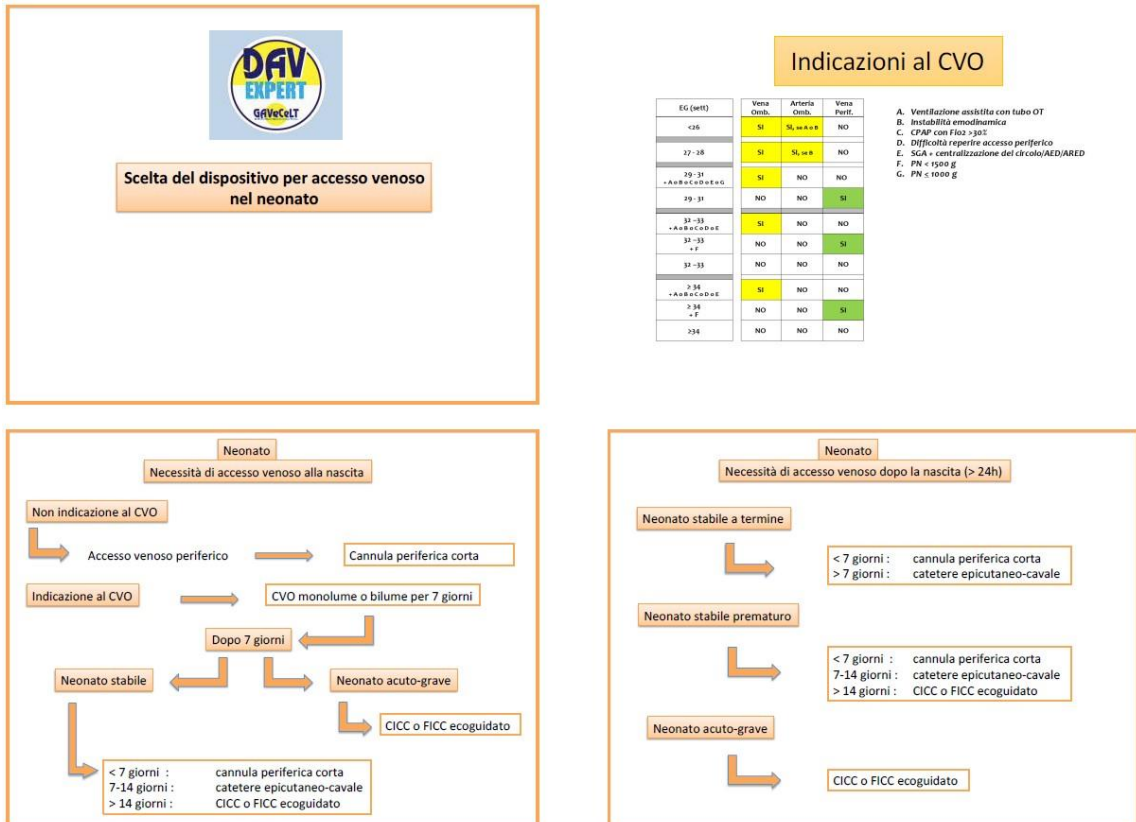 DAV
EXPERT
GAVeCeLT
Scelta del dispositivo per accesso venoso
nel neonato
Indicazioni al CVO
EG (sett) Vena Omb. Arteria Omb. Vena Perif.
<26 SI SI, se A o B NO
27 - 28 SI SI, se B NO
29 - 31
+ A o B o C o D o E o G SI NO NO
29 - 31 NO NO SI
32 –33
+ A o B o C o D o E SI NO NO
32 –33
+ F NO NO SI
32 –33 NO NO NO
≥ 34
+ A o B o C o D o E SI NO NO
≥ 34
+ F NO NO SI
≥34 NO NO NO
A. Ventilazione assistita con tubo OT
B. Instabilità emodinamica
C. CPAP con Fio2 >30%
D. Difficoltà reperire accesso periferico
E. SGA + centralizzazione del circolo/AED/ARED
F. PN < 1500 g
G. PN ≤ 1000 g
Neonato
Necessità di accesso venoso alla nascita
Non indicazione al CVO
Accesso venoso periferico Cannula periferica corta
Indicazione al CVO CVO monolume o bilume per 7 giorni
Dopo 7 giorni
Neonato stabile Neonato acuto-grave
CICC o FICC ecoguidato
< 7 giorni : cannula periferica corta
7-14 giorni : catetere epicutaneo-cavale
> 14 giorni : CICC o FICC ecoguidato
Neonato
Necessità di accesso venoso dopo la nascita (> 24h)
Neonato stabile a termine
< 7 giorni : cannula periferica corta
> 7 giorni : catetere epicutaneo-cavale
Neonato stabile prematuro
< 7 giorni : cannula periferica corta
7-14 giorni : catetere epicutaneo-cavale
> 14 giorni : CICC o FICC ecoguidato
Neonato acuto-grave
CICC o FICC ecoguidato